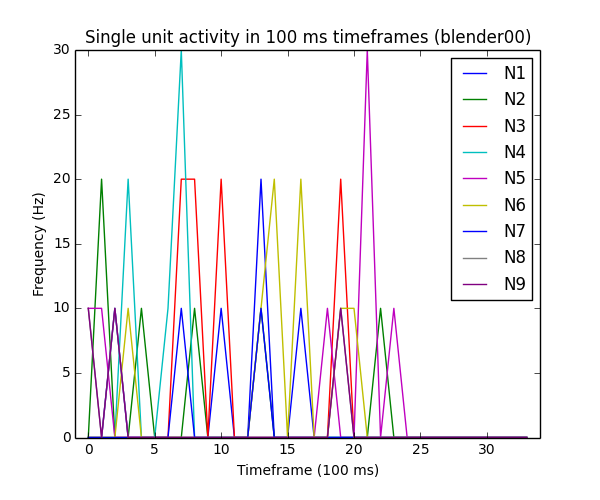 Single unit activity in 100 ms timeframes (blender00)
30
25
20
15
10
5
0
Frequency (Hz)
N1
N2
N3
N4
N5
N6
N7
N8
N9
0 5 10 15 20 25 30
Timeframe (100 ms)